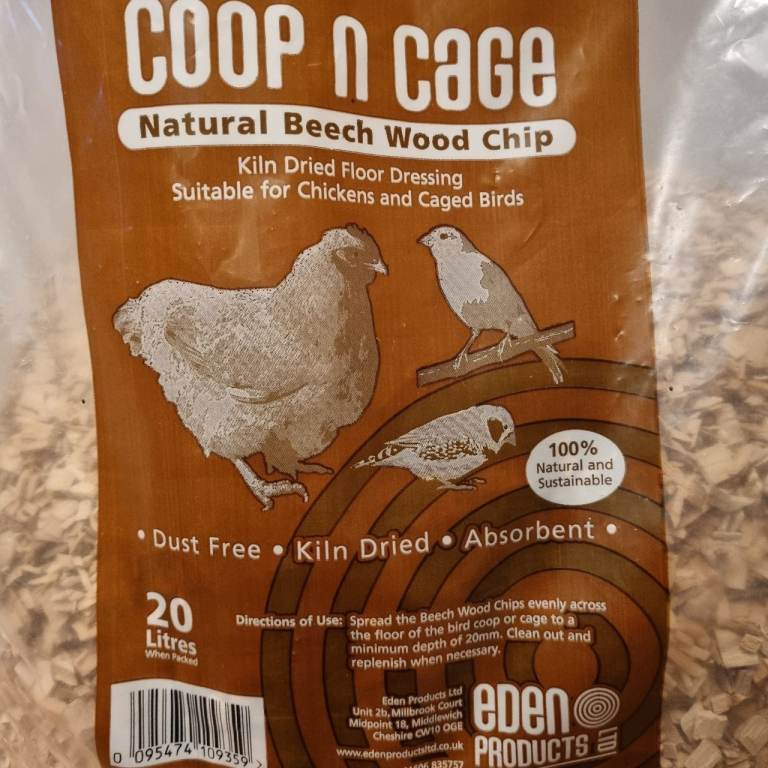 COOP n CAGE
Natural Beech Wood Chip
Kiln Dried Floor Dressing
Suitable for Chickens and Caged Birds
100%
Natural and
Sustainable
• Dust Free • Kiln Dried • Absorbent •
20
Litres
When Packed
Directions of Use: Spread the Beech Wood Chips evenly across
the floor of the bird coop or cage to a
minimum depth of 20mm. Clean out and
replenish when necessary.
Eden Products Ltd
Unit 2b, Millbrook Court
Midpoint 18, Middlewich
Cheshire CW10 0GE
www.edenproductsltd.co.uk
835757
EDEN
PRODUCTS LTD
0 095474 109359 >